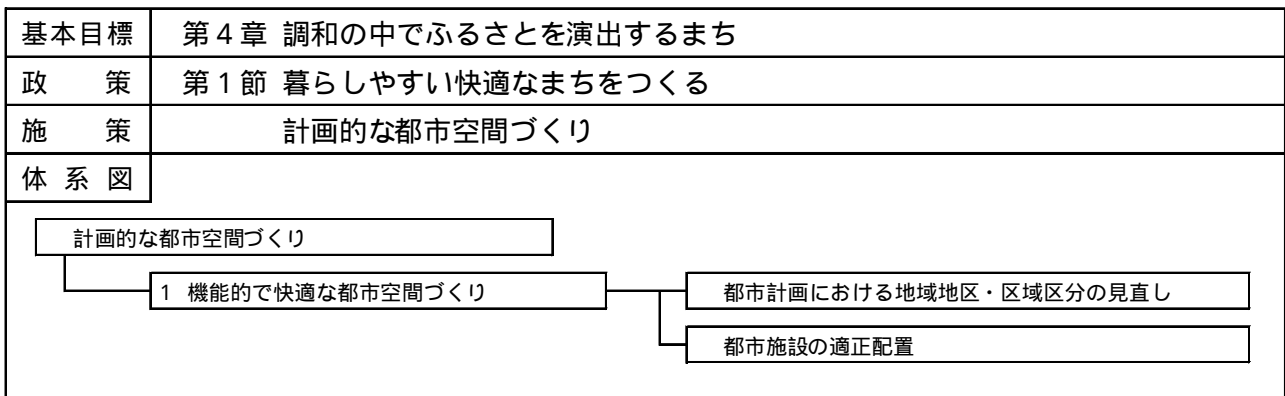 基本目標 第４章 調和の中でふるさとを演出するまち
政　　策 第１節 暮らしやすい快適なまちをつくる
施　　策 計画的な都市空間づくり
体 系 図
計画的な都市空間づくり
1 機能的で快適な都市空間づくり
都市計画における地域地区・区域区分の見直し
都市施設の適正配置